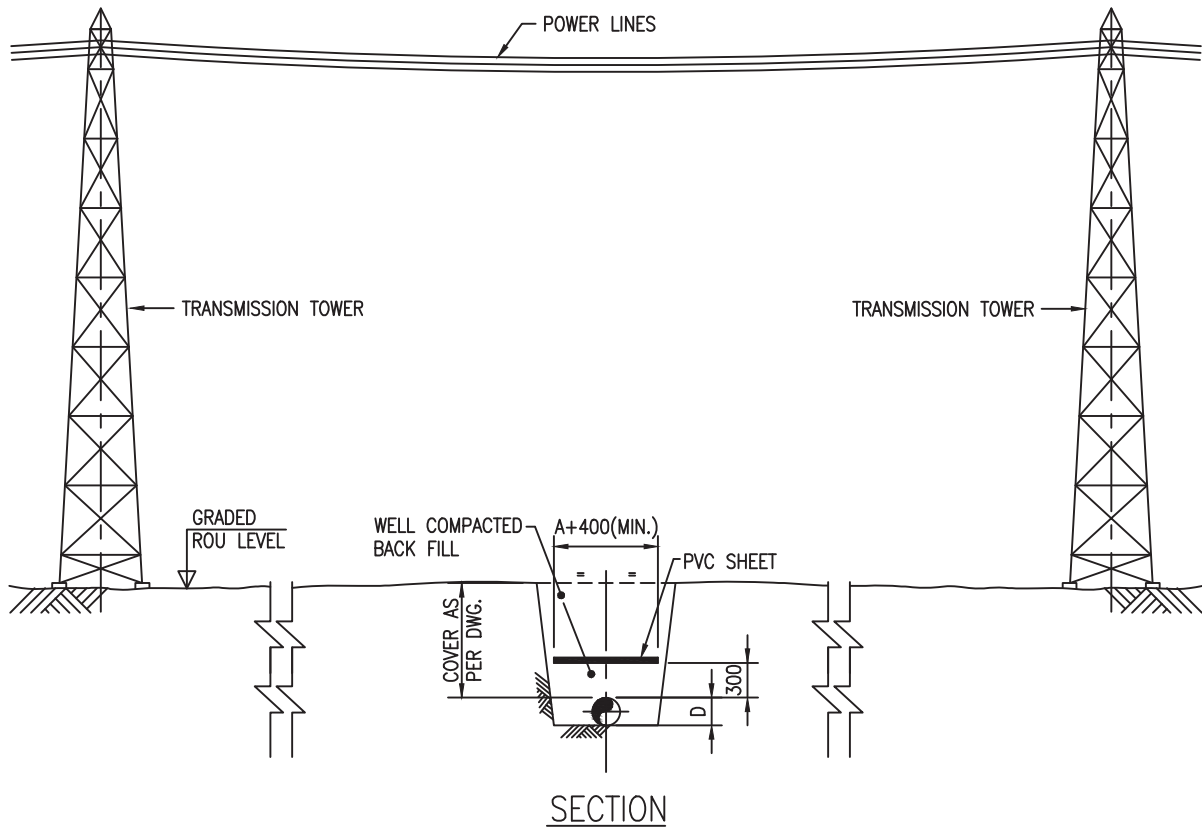 POWER LINES
TRANSMISSION TOWER
TRANSMISSION TOWER
GRADED
ROU LEVEL
WELL COMPACTED
BACK FILL
A+400(MIN.)
PVC SHEET
COVER AS
PER DWG.
300
D
SECTION